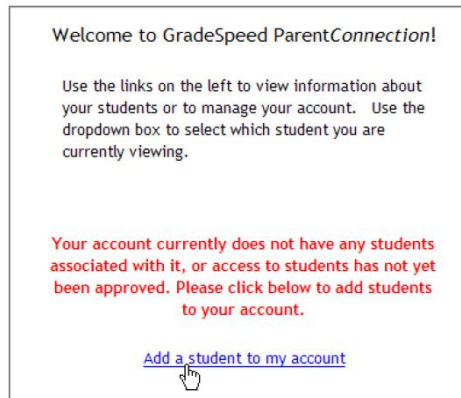 Welcome to GradeSpeed ParentConnection!
Use the links on the left to view information about
your students or to manage your account. Use the
dropdown box to select which student you are
currently viewing.
Your account currently does not have any students
associated with it, or access to students has not yet
been approved. Please click below to add students
to your account.
Add a student to my account